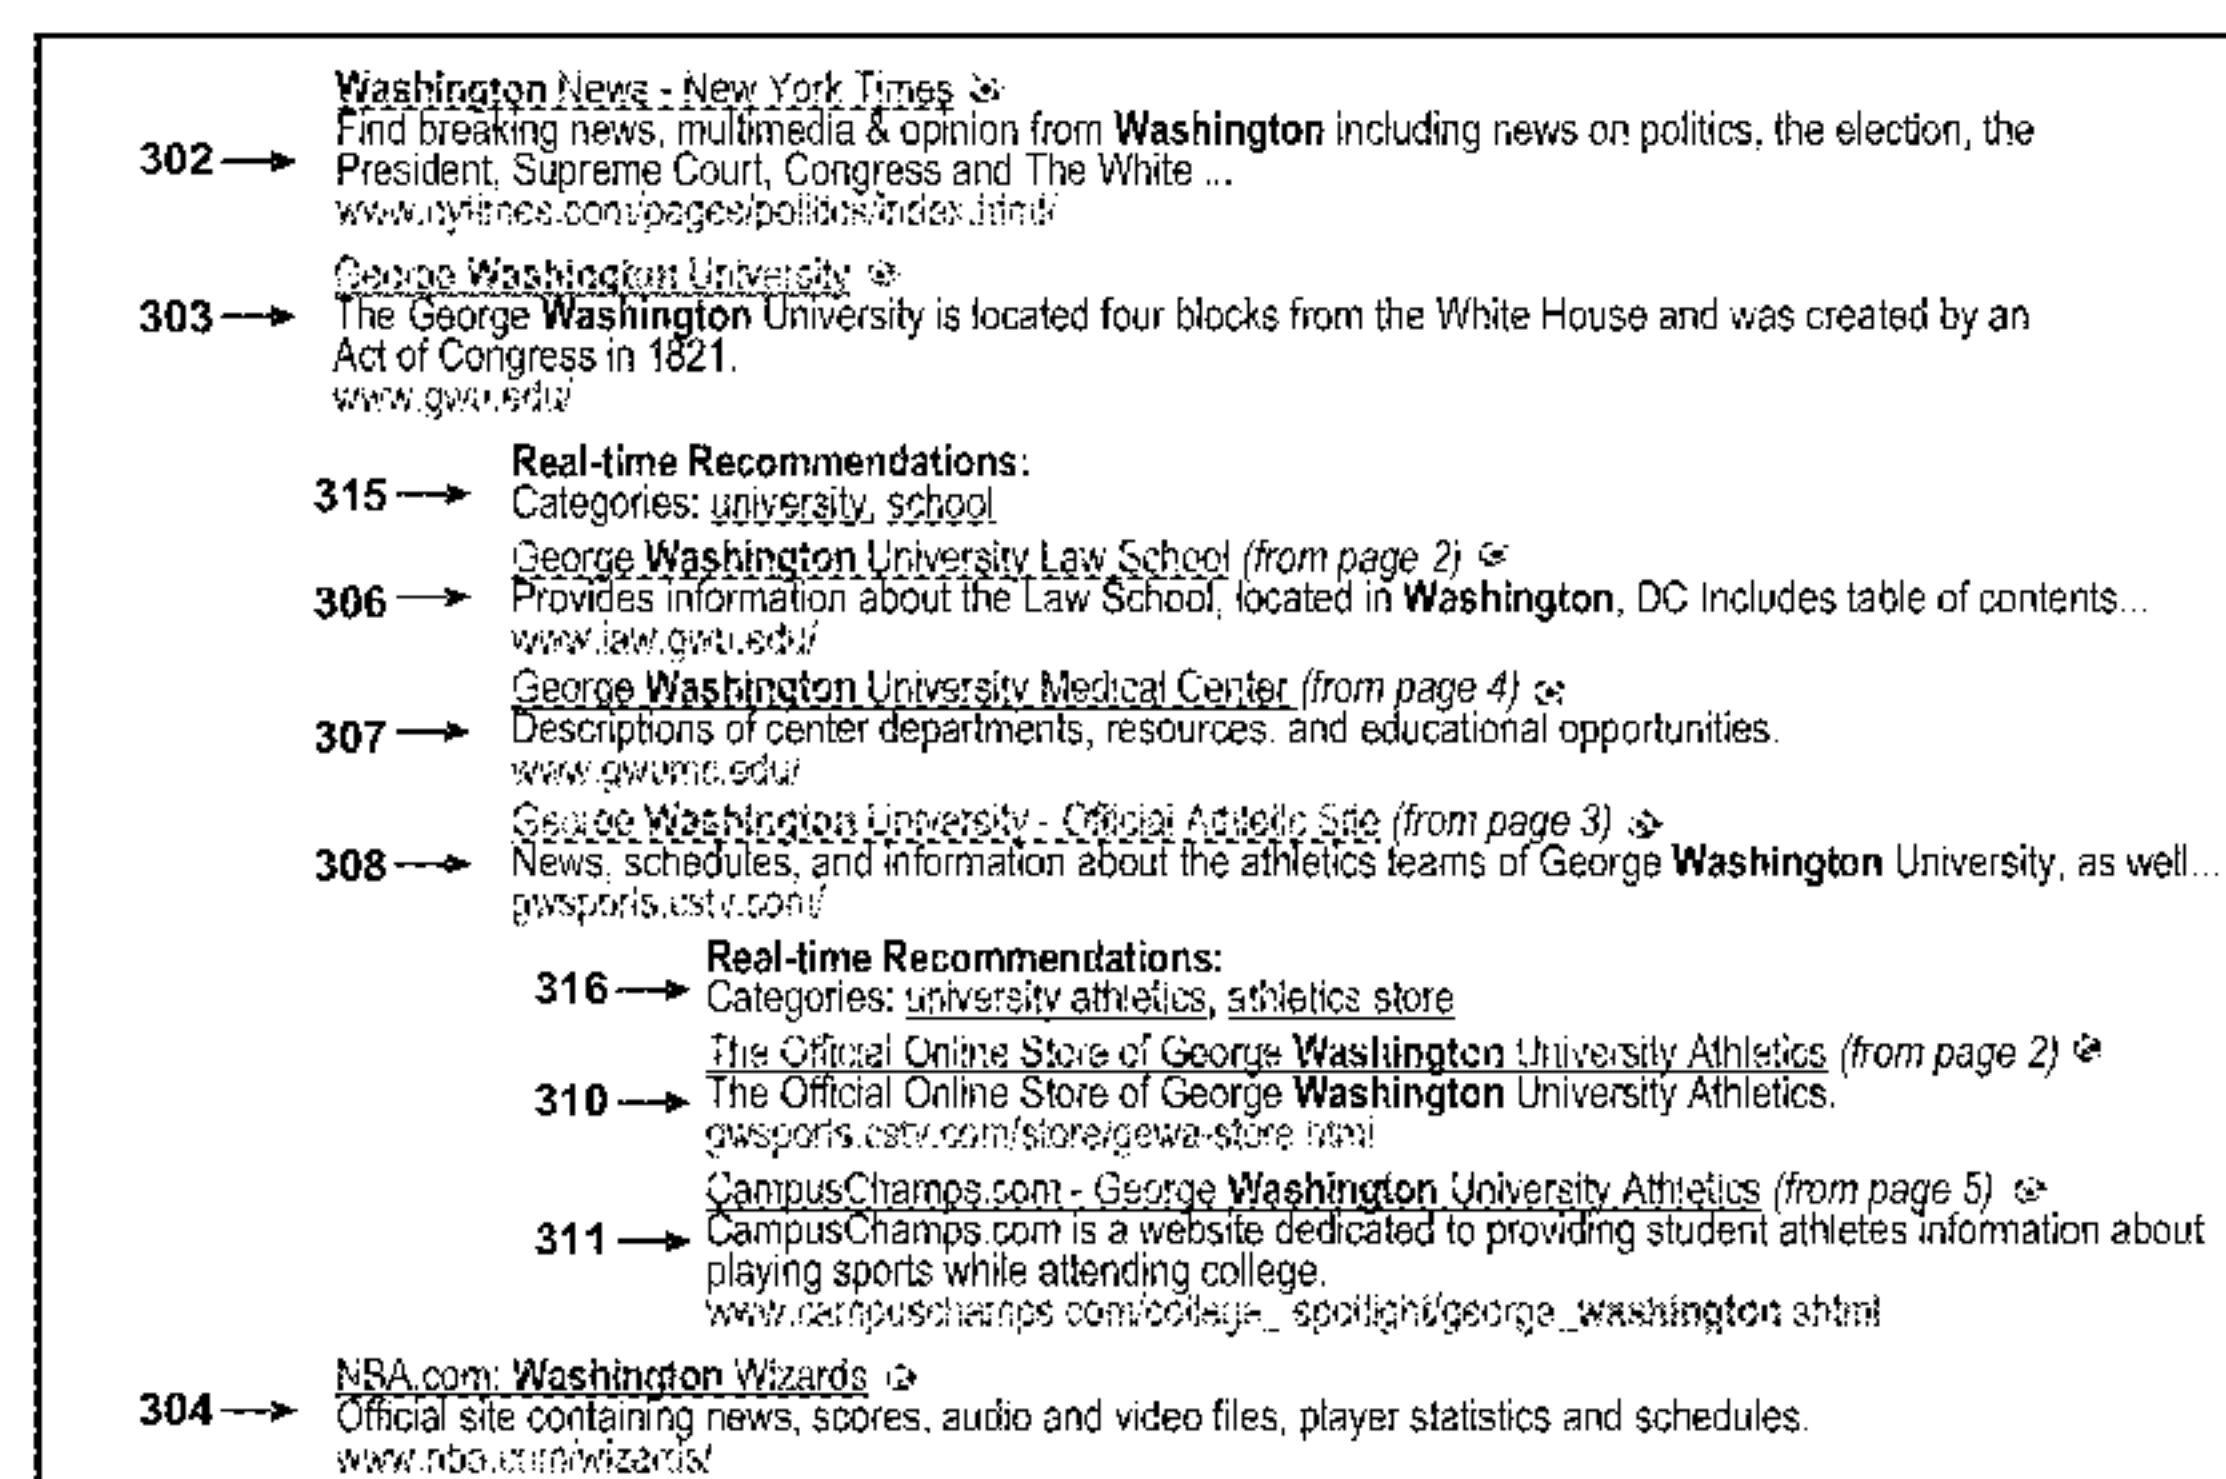 Washington News - New York Times
Find breaking news, multimedia & opinion from Washington including news on politics, the election, the
302 President, Supreme Court, Congress and The White ...
www.nytimes.com/pages/politics/index.html/
George Washington University
303 The George Washington University is located four blocks from the White House and was created by an
Act of Congress in 1821.
www.gwu.edu/
Real-time Recommendations:
315 Categories: university, school
George Washington University Law School (from page 2)
306 Provides information about the Law School, located in Washington, DC Includes table of contents...
www.law.gwu.edu/
George Washington University Medical Center (from page 4)
307 Descriptions of center departments, resources. and educational opportunities.
www.gwumc.edu/
George Washington University - Official Athletic Site (from page 3)
308 News, schedules, and information about the athletics teams of George Washington University, as well...
gwsports.cstv.com/
Real-time Recommendations:
316 Categories: university athletics, athletics store
The Official Online Store of George Washington University Athletics (from page 2)
310 The Official Online Store of George Washington University Athletics.
gwsports.cstv.com/store/gewa-store.html
CampusChamps.com - George Washington University Athletics (from page 5)
311 CampusChamps.com is a website dedicated to providing student athletes information about
playing sports while attending college.
www.campuschamps.com/college_ spotlight/george_washington.shtml
NBA.com: Washington Wizards
304 Official site containing news, scores, audio and video files, player statistics and schedules.
www.nba.com/wizards/